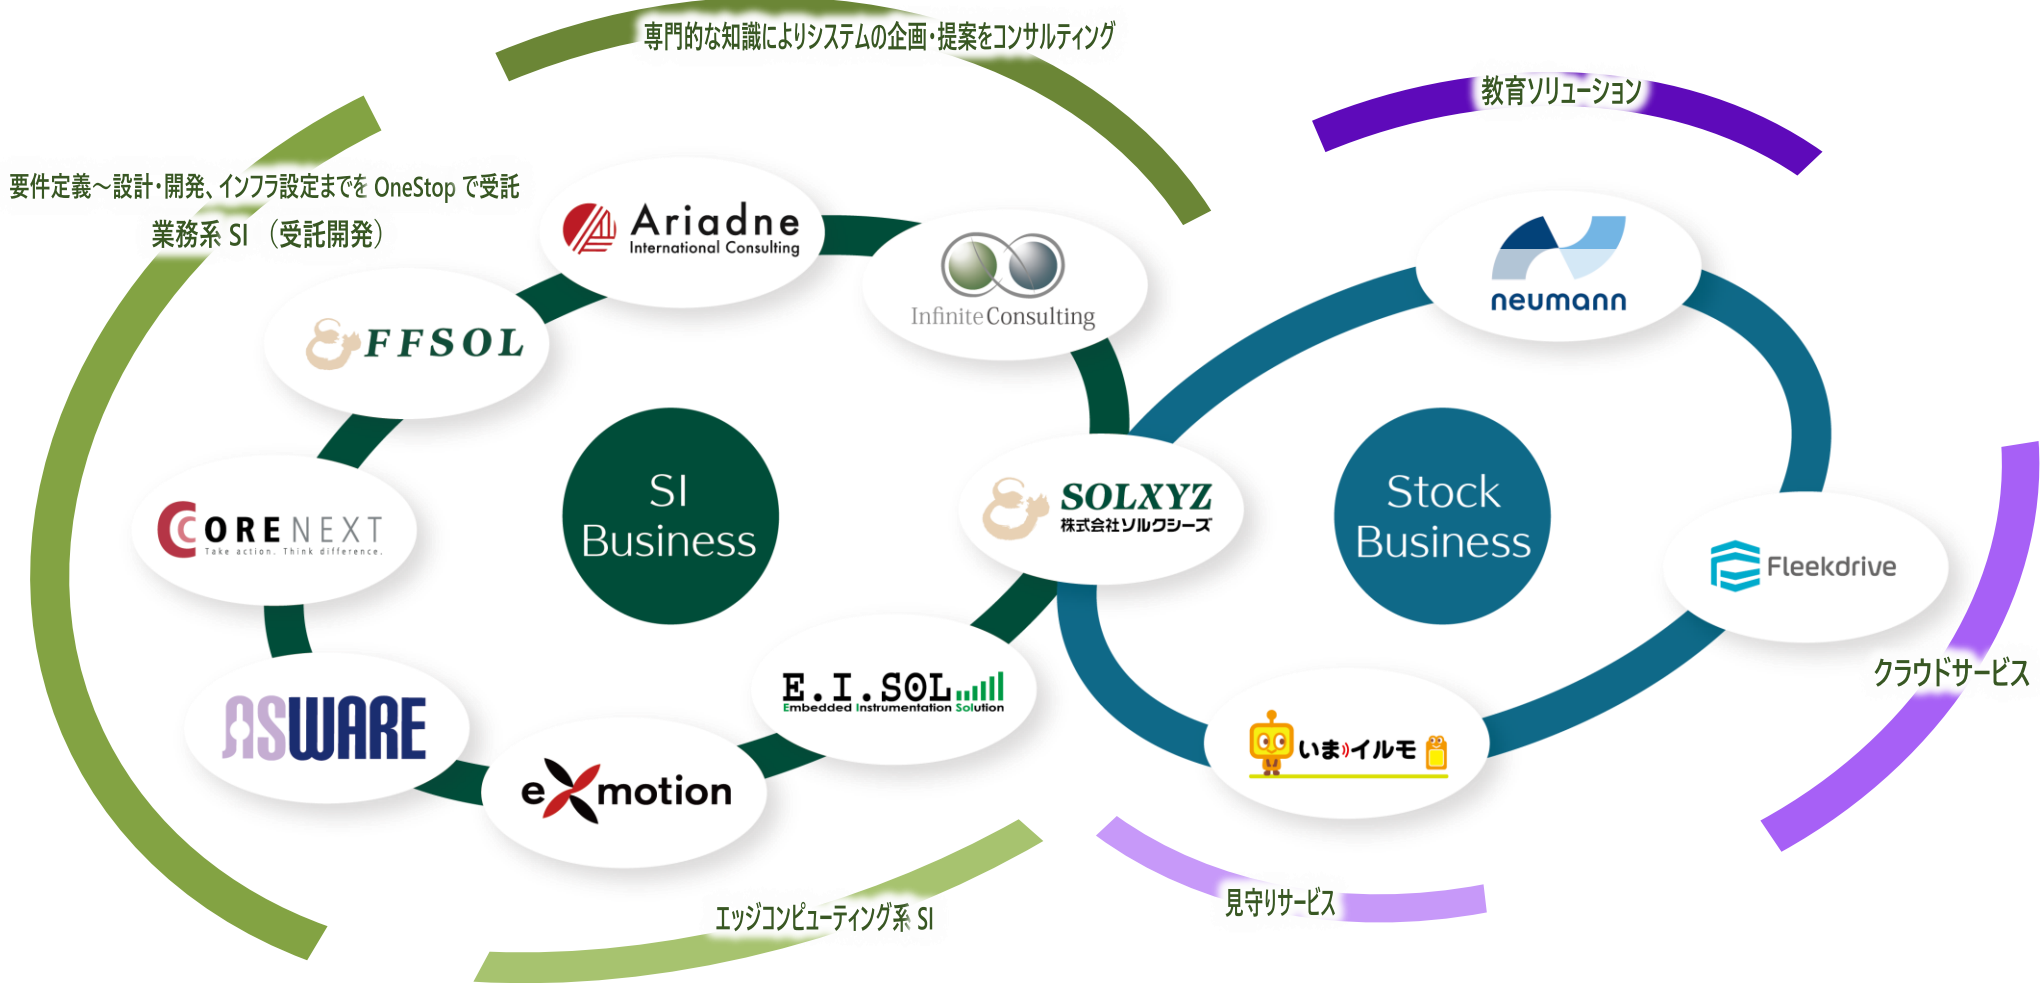 専門的な知識によりシステムの企画・提案をコンサルティング
教育ソリューション
要件定義～設計・開発、インフラ設定までを OneStop で受託
業務系 SI （受託開発）
Ariadne
International Consulting
Infinite Consulting
neumann
FFSOL
SI
Business
SOLXYZ
株式会社ソルクシーズ
Stock
Business
CORE NEXT
Take action. Think difference.
Fleekdrive
クラウドサービス
ASWARE
E.I.SOL
Embedded Instrumentation Solution
eXmotion
いまイルモ
エッジコンピューティング系 SI
見守りサービス